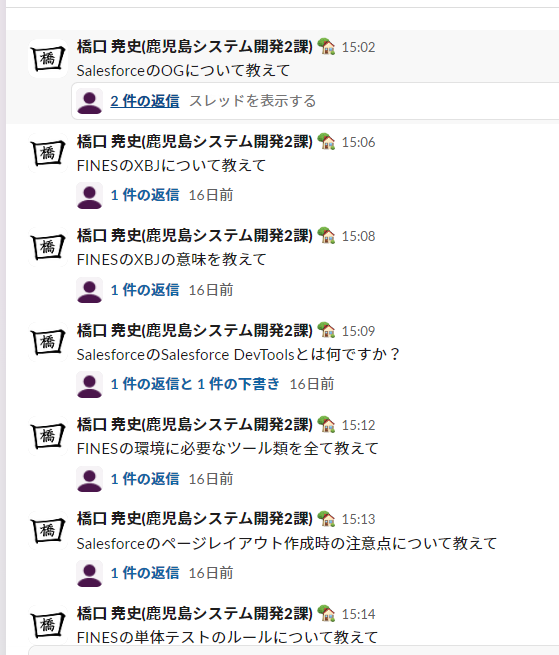 橋 橋口 堯史(鹿児島システム開発2課) 15:02
SalesforceのOGについて教えて
2 件の返信 スレッドを表示する
橋 橋口 堯史(鹿児島システム開発2課) 15:06
FINESのXBJについて教えて
1 件の返信 16日前
橋 橋口 堯史(鹿児島システム開発2課) 15:08
FINESのXBJの意味を教えて
1 件の返信 16日前
橋 橋口 堯史(鹿児島システム開発2課) 15:09
SalesforceのSalesforce DevToolsとは何ですか？
1 件の返信と 1 件の下書き 16日前
橋 橋口 堯史(鹿児島システム開発2課) 15:12
FINESの環境に必要なツール類を全て教えて
1 件の返信 16日前
橋 橋口 堯史(鹿児島システム開発2課) 15:13
Salesforceのページレイアウト作成時の注意点について教えて
1 件の返信 16日前
橋 橋口 堯史(鹿児島システム開発2課) 15:14
FINESの単体テストのルールについて教えて